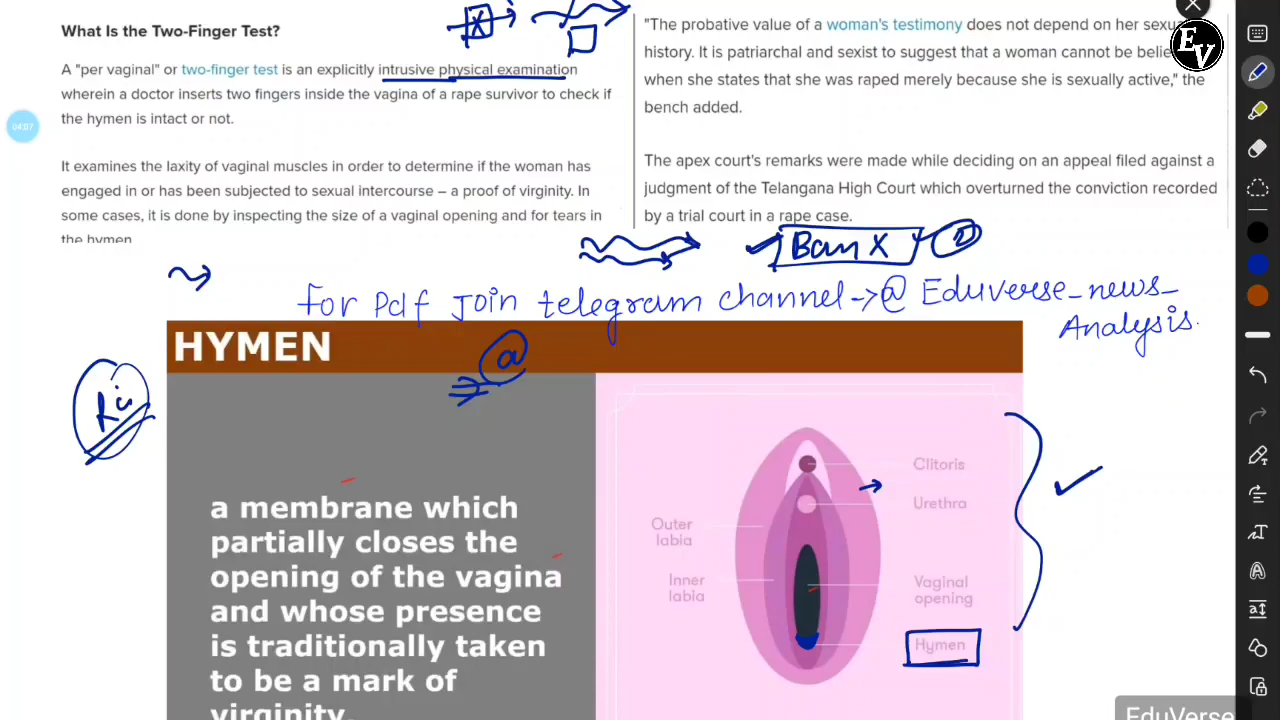 What Is the Two-Finger Test?
A "per vaginal" or two-finger test is an explicitly intrusive physical examination
wherein a doctor inserts two fingers inside the vagina of a rape survivor to check if
the hymen is intact or not.
It examines the laxity of vaginal muscles in order to determine if the woman has
engaged in or has been subjected to sexual intercourse – a proof of virginity. In
some cases, it is done by inspecting the size of a vaginal opening and for tears in
the hymen
"The probative value of a woman's testimony does not depend on her
history. It is patriarchal and sexist to suggest that a woman cannot be
when she states that she was raped merely because she is sexually active," the
bench added.
The apex court's remarks were made while deciding on an appeal filed against a
judgment of the Telangana High Court which overturned the conviction recorded
by a trial court in a rape case.
EV
04:07
Ban X
For Pdf Join telegram channel -> @ Eduverse_news_
Analysis.
HYMEN
a
a membrane which
partially closes the
opening of the vagina
and whose presence
is traditionally taken
to be a mark of
virginity.
Clitoris
Urethra
Outer
labia
Inner
labia
Vaginal
opening
Hymen
EduVerse